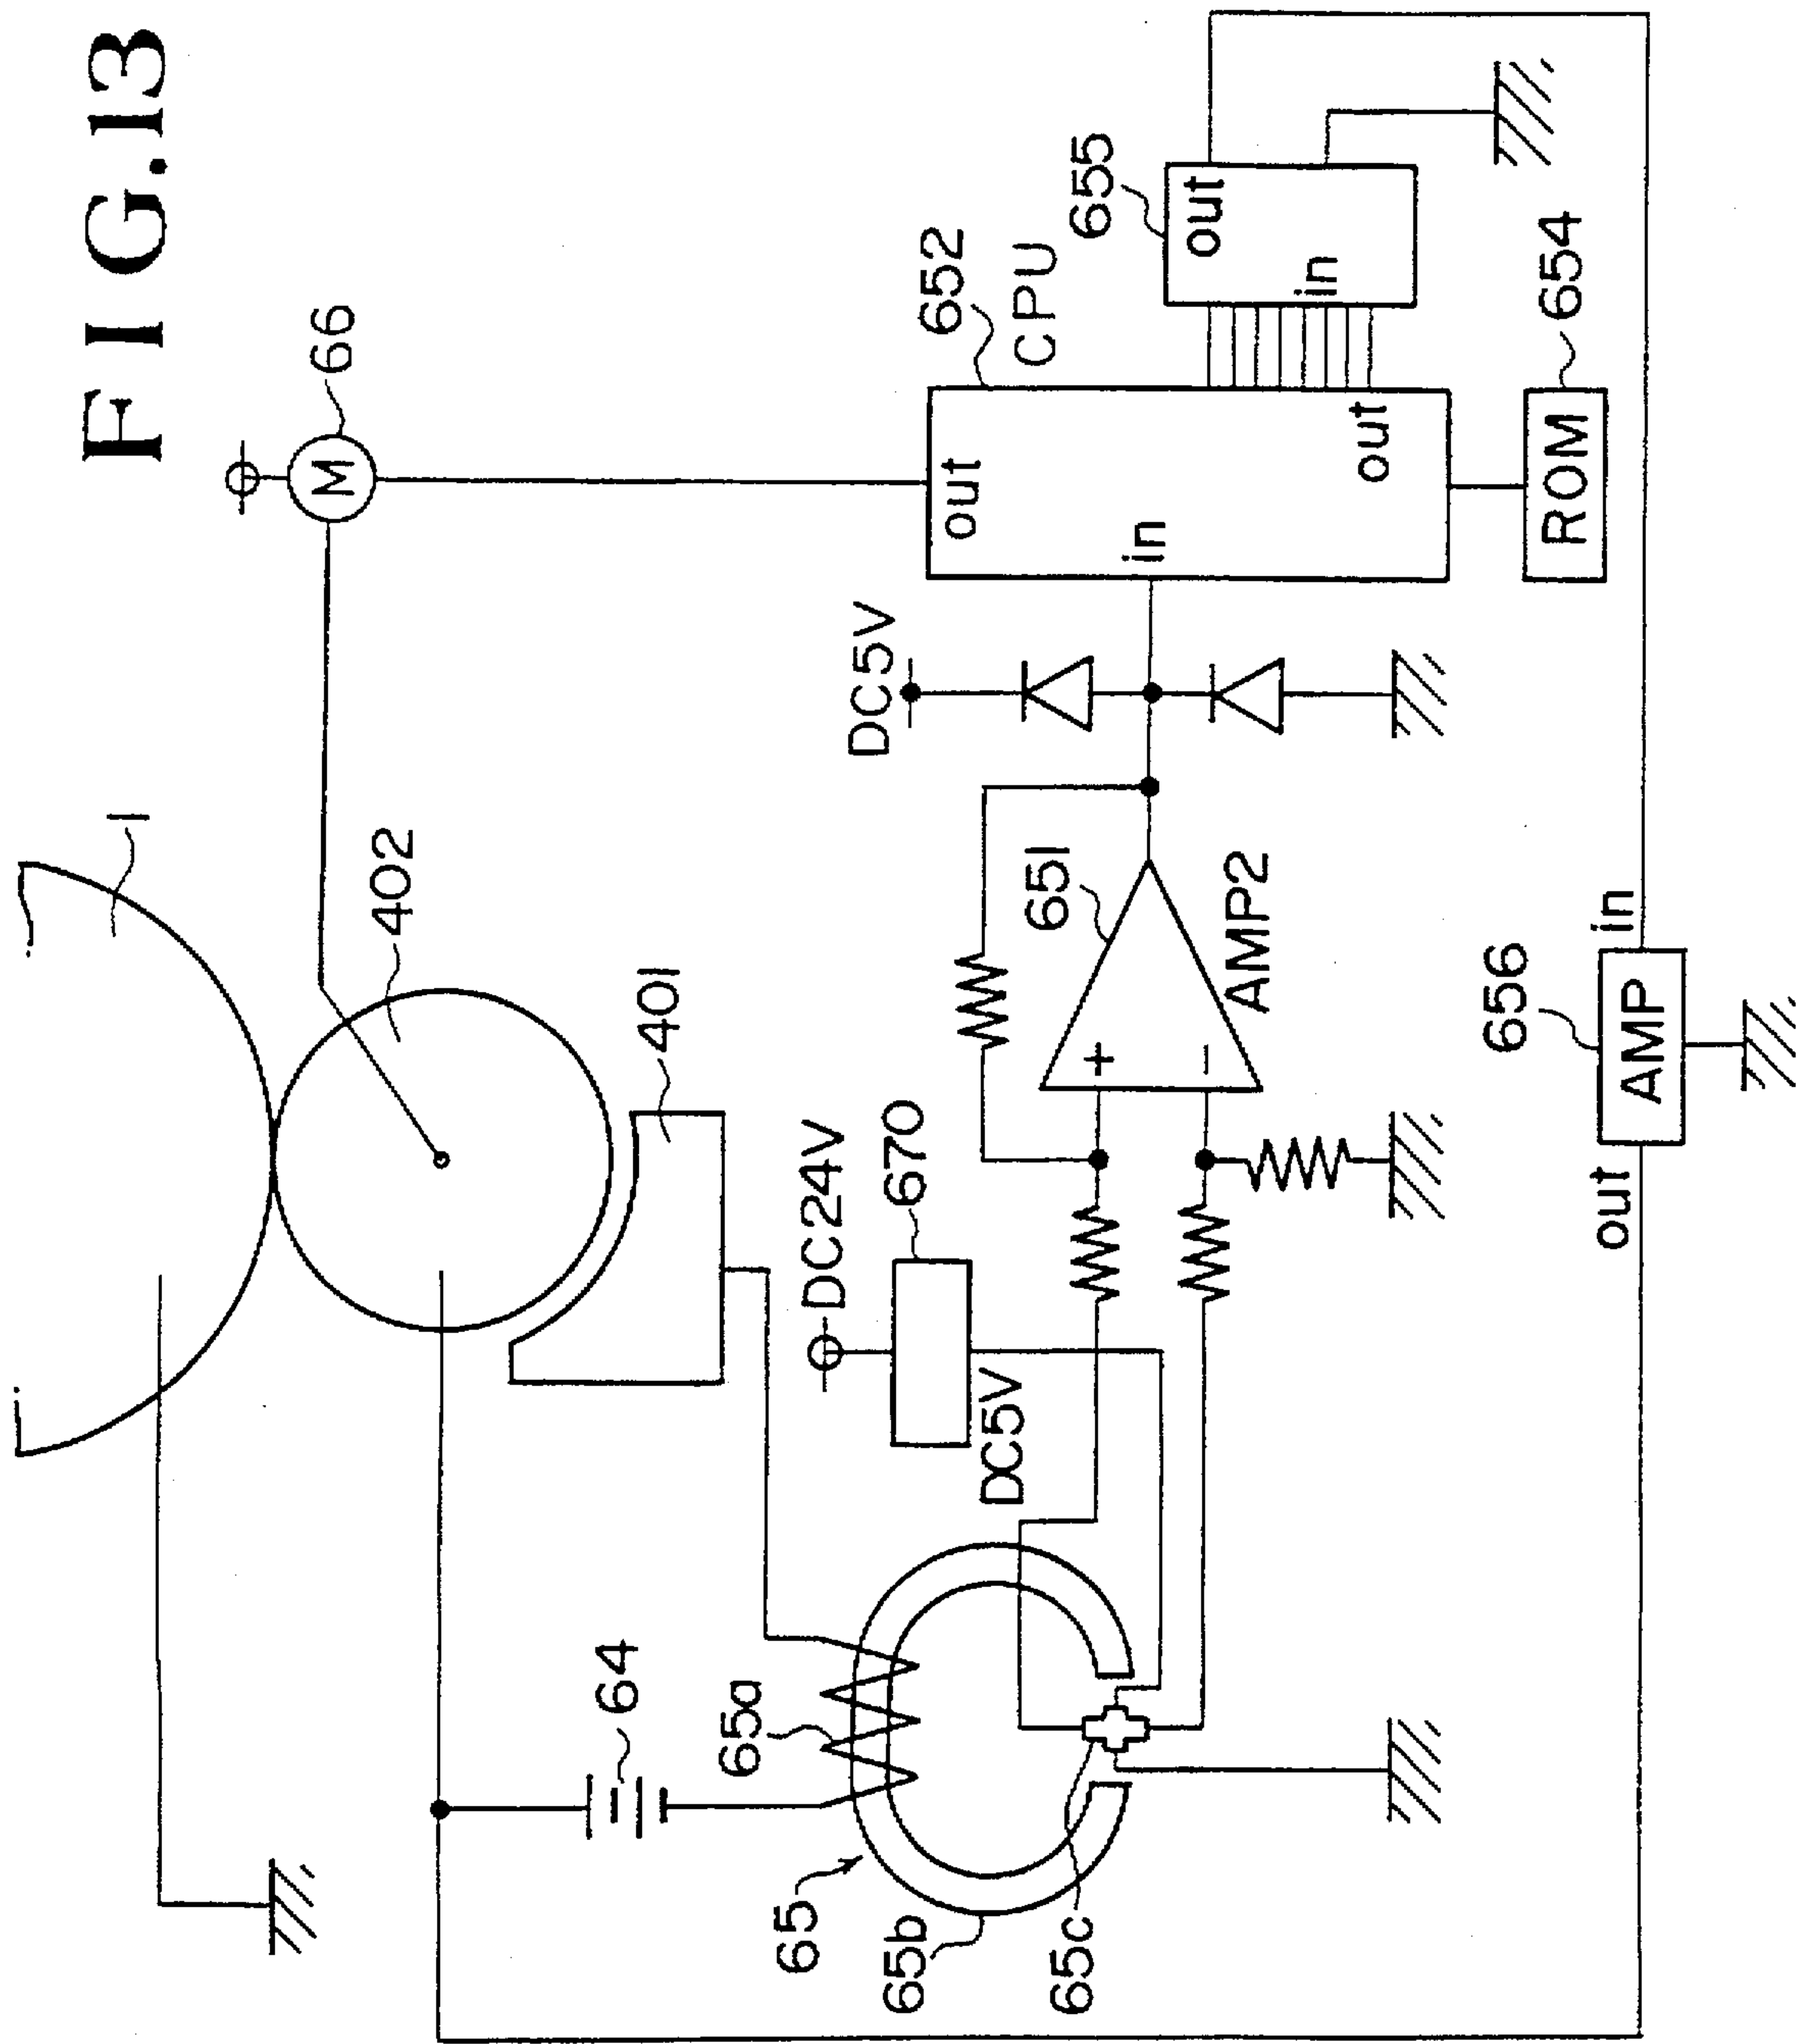 FIG.13
1
402
401
66
M
DC24V
670
DC5V
64
65a
65
65b
65c
+
-
651
AMP2
DC5V
652
CPU
out
in
out
655
out
in
654
ROM
656
AMP
in
out